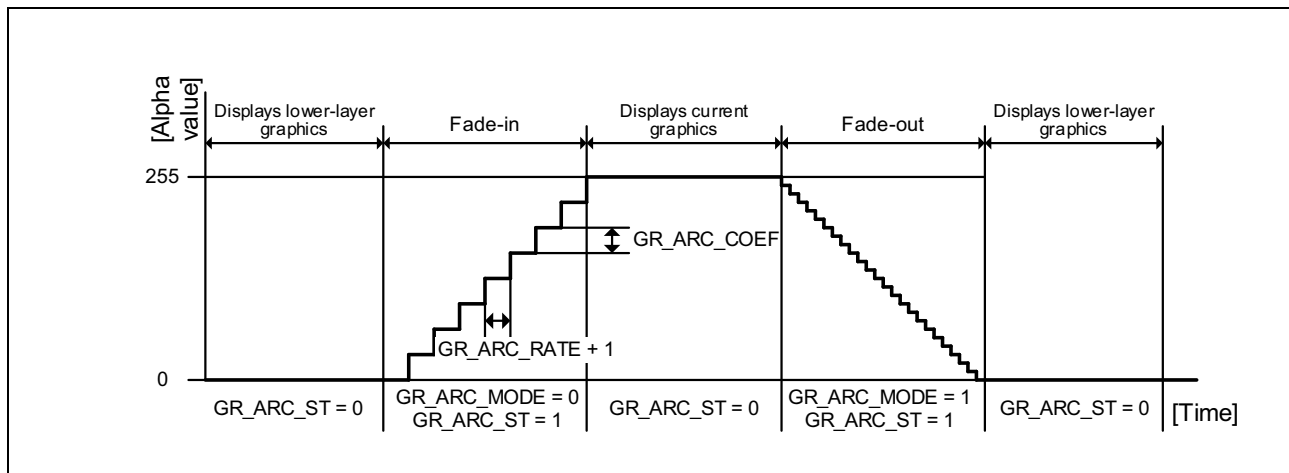 [Alpha
value]
Displays lower-layer
graphics
Fade-in
Displays current
graphics
Fade-out
Displays lower-layer
graphics
255
GR_ARC_COEF
GR_ARC_RATE + 1
0
GR_ARC_ST = 0
GR_ARC_MODE = 0
GR_ARC_ST = 1
GR_ARC_ST = 0
GR_ARC_MODE = 1
GR_ARC_ST = 1
GR_ARC_ST = 0
[Time]